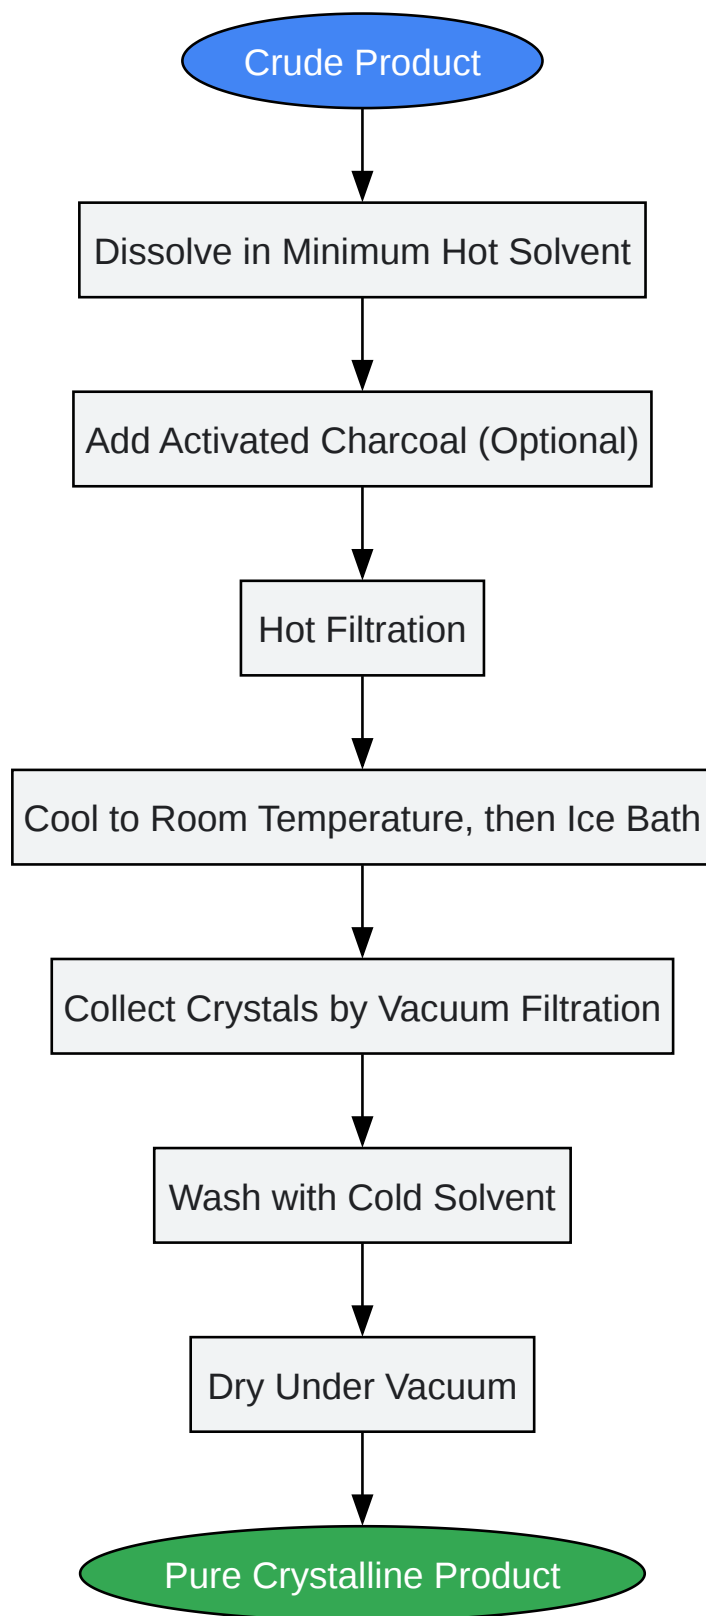 Crude Product
Dissolve in Minimum Hot Solvent
Add Activated Charcoal (Optional)
Hot Filtration
Cool to Room Temperature, then Ice Bath
Collect Crystals by Vacuum Filtration
Wash with Cold Solvent
Dry Under Vacuum
Pure Crystalline Product